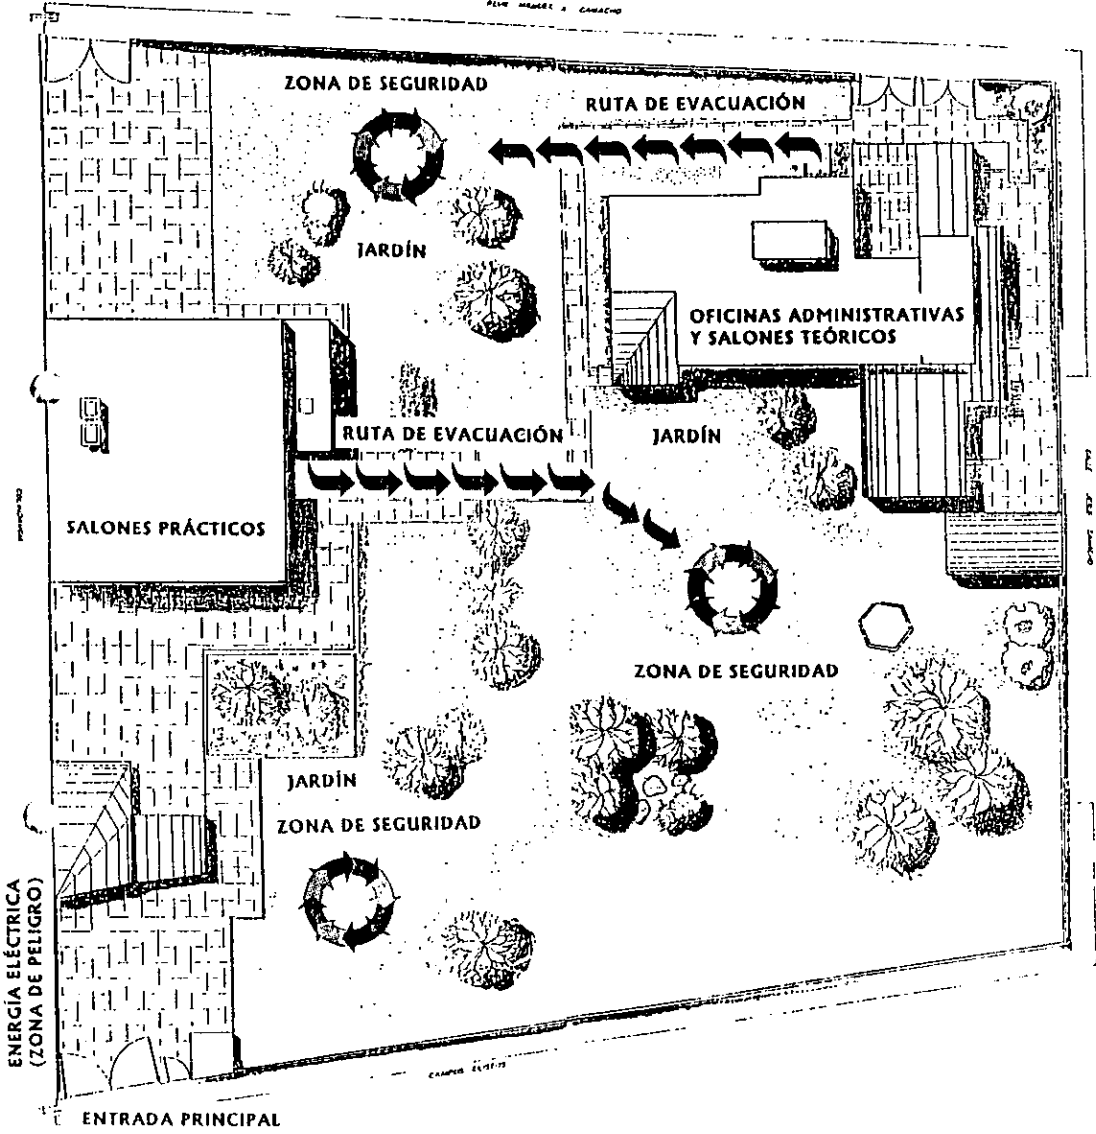 ZONA DE SEGURIDAD
RUTA DE EVACUACIÓN
JARDÍN
OFICINAS ADMINISTRATIVAS
Y SALONES TEÓRICOS
RUTA DE EVACUACIÓN
JARDÍN
SALONES PRÁCTICOS
ZONA DE SEGURIDAD
JARDÍN
ZONA DE SEGURIDAD
ENERGÍA ELÉCTRICA
(ZONA DE PELIGRO)
ENTRADA PRINCIPAL